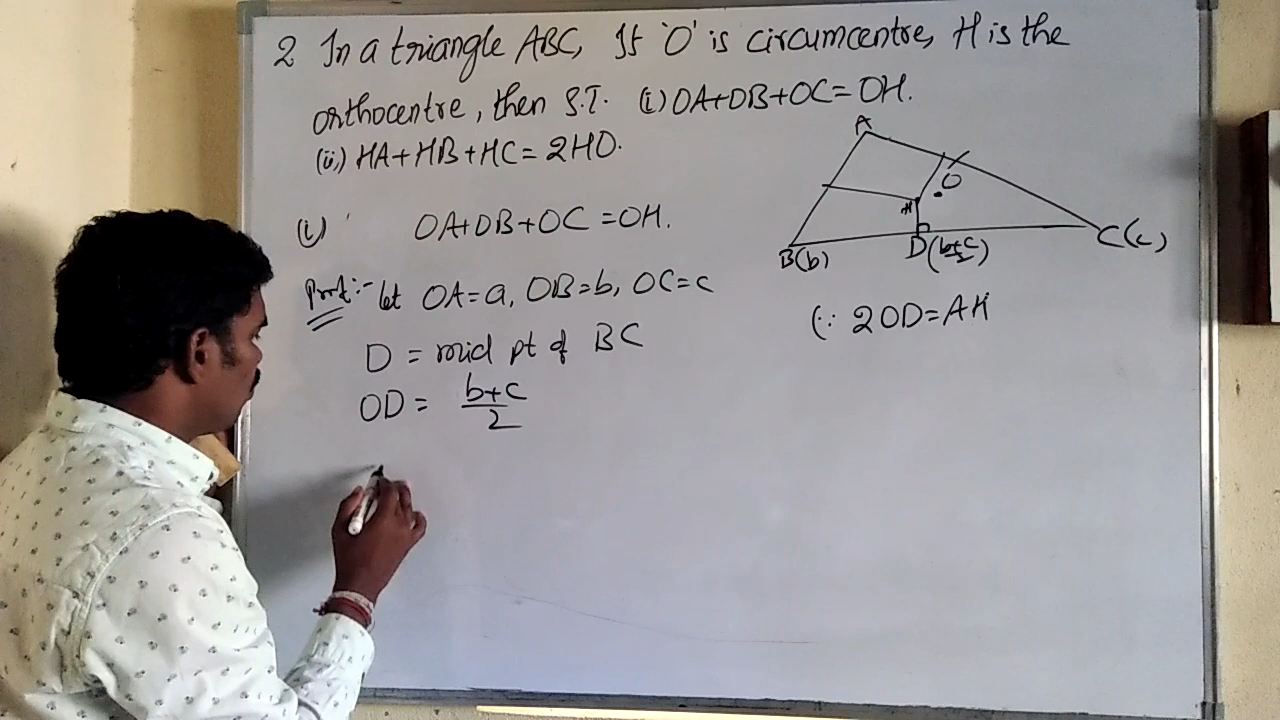 2 In a triangle ABC, If 'O' is circumcentre, H is the
orthocentre, then S.T. (i) OA+OB+OC=OH.
(ii) HA+HB+HC=2HO.
(i) OA+OB+OC=OH.
Proof:- let OA=a, OB=b, OC=c
D = mid pt of BC
OD = b+c/2
A
O
H
B(b)
D(b+c/2)
C(c)
(∵ 2OD=AH